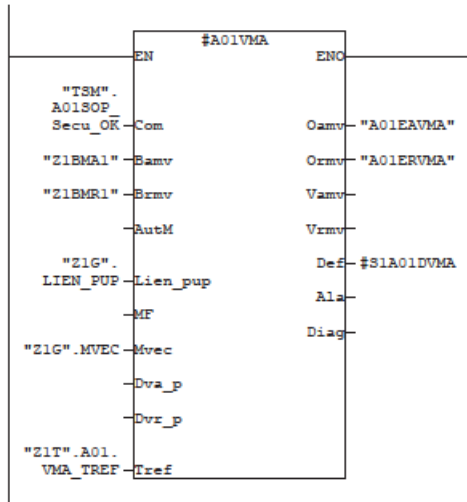 #A01VMA
EN ENO
"TSM".
A01SOP_
Secu_OK Com Oamv "A01EAVMA"
"Z1BMA1" Bamv Ormv "A01ERVMA"
"Z1BMR1" Brmv Vamv
AutM Vrmv
"Z1G". Def #S1A01DVMA
LIEN_PUP Lien_pup Ala
MF Diag
"Z1G".MVEC Mvec
Dva_p
Dvr_p
"Z1T".A01.
VMA_TREF Tref